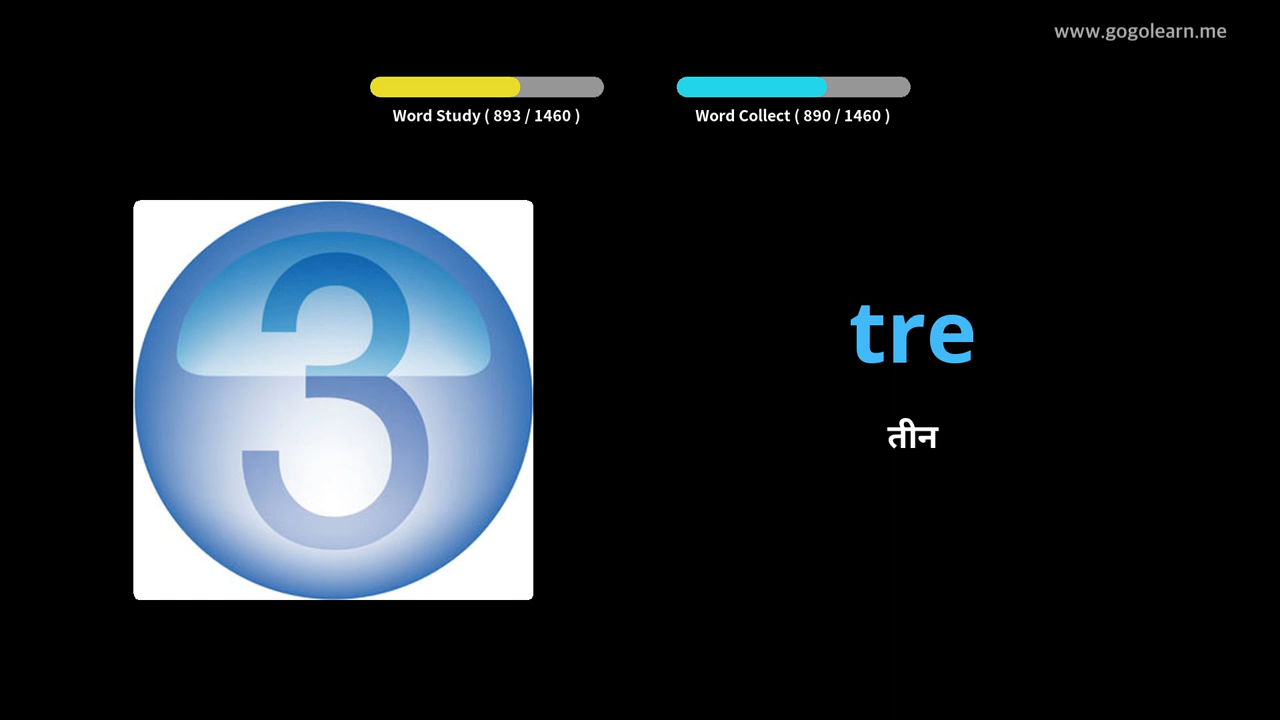 www.gogolearn.me
Word Study ( 893 / 1460 )
Word Collect ( 890 / 1460 )
3
tre
तीन